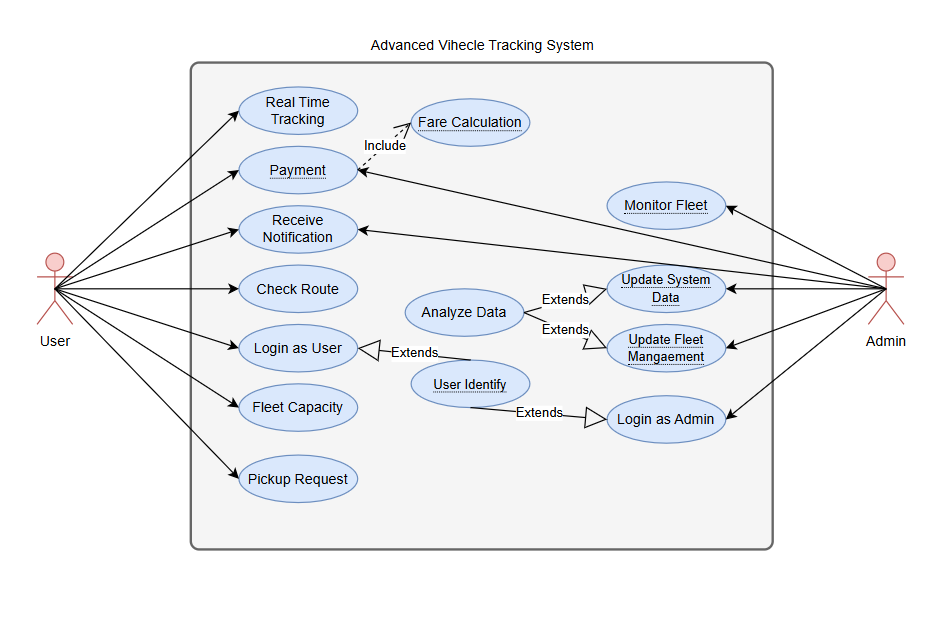 Advanced Vihecle Tracking System
Real Time
Tracking
Fare Calculation
Include
Payment
Monitor Fleet
Receive
Notification
Check Route
Update System
Data
Extends
Analyze Data
Extends
Update Fleet
Mangaement
User
Admin
Login as User
Extends
User Identify
Fleet Capacity
Extends
Login as Admin
Pickup Request